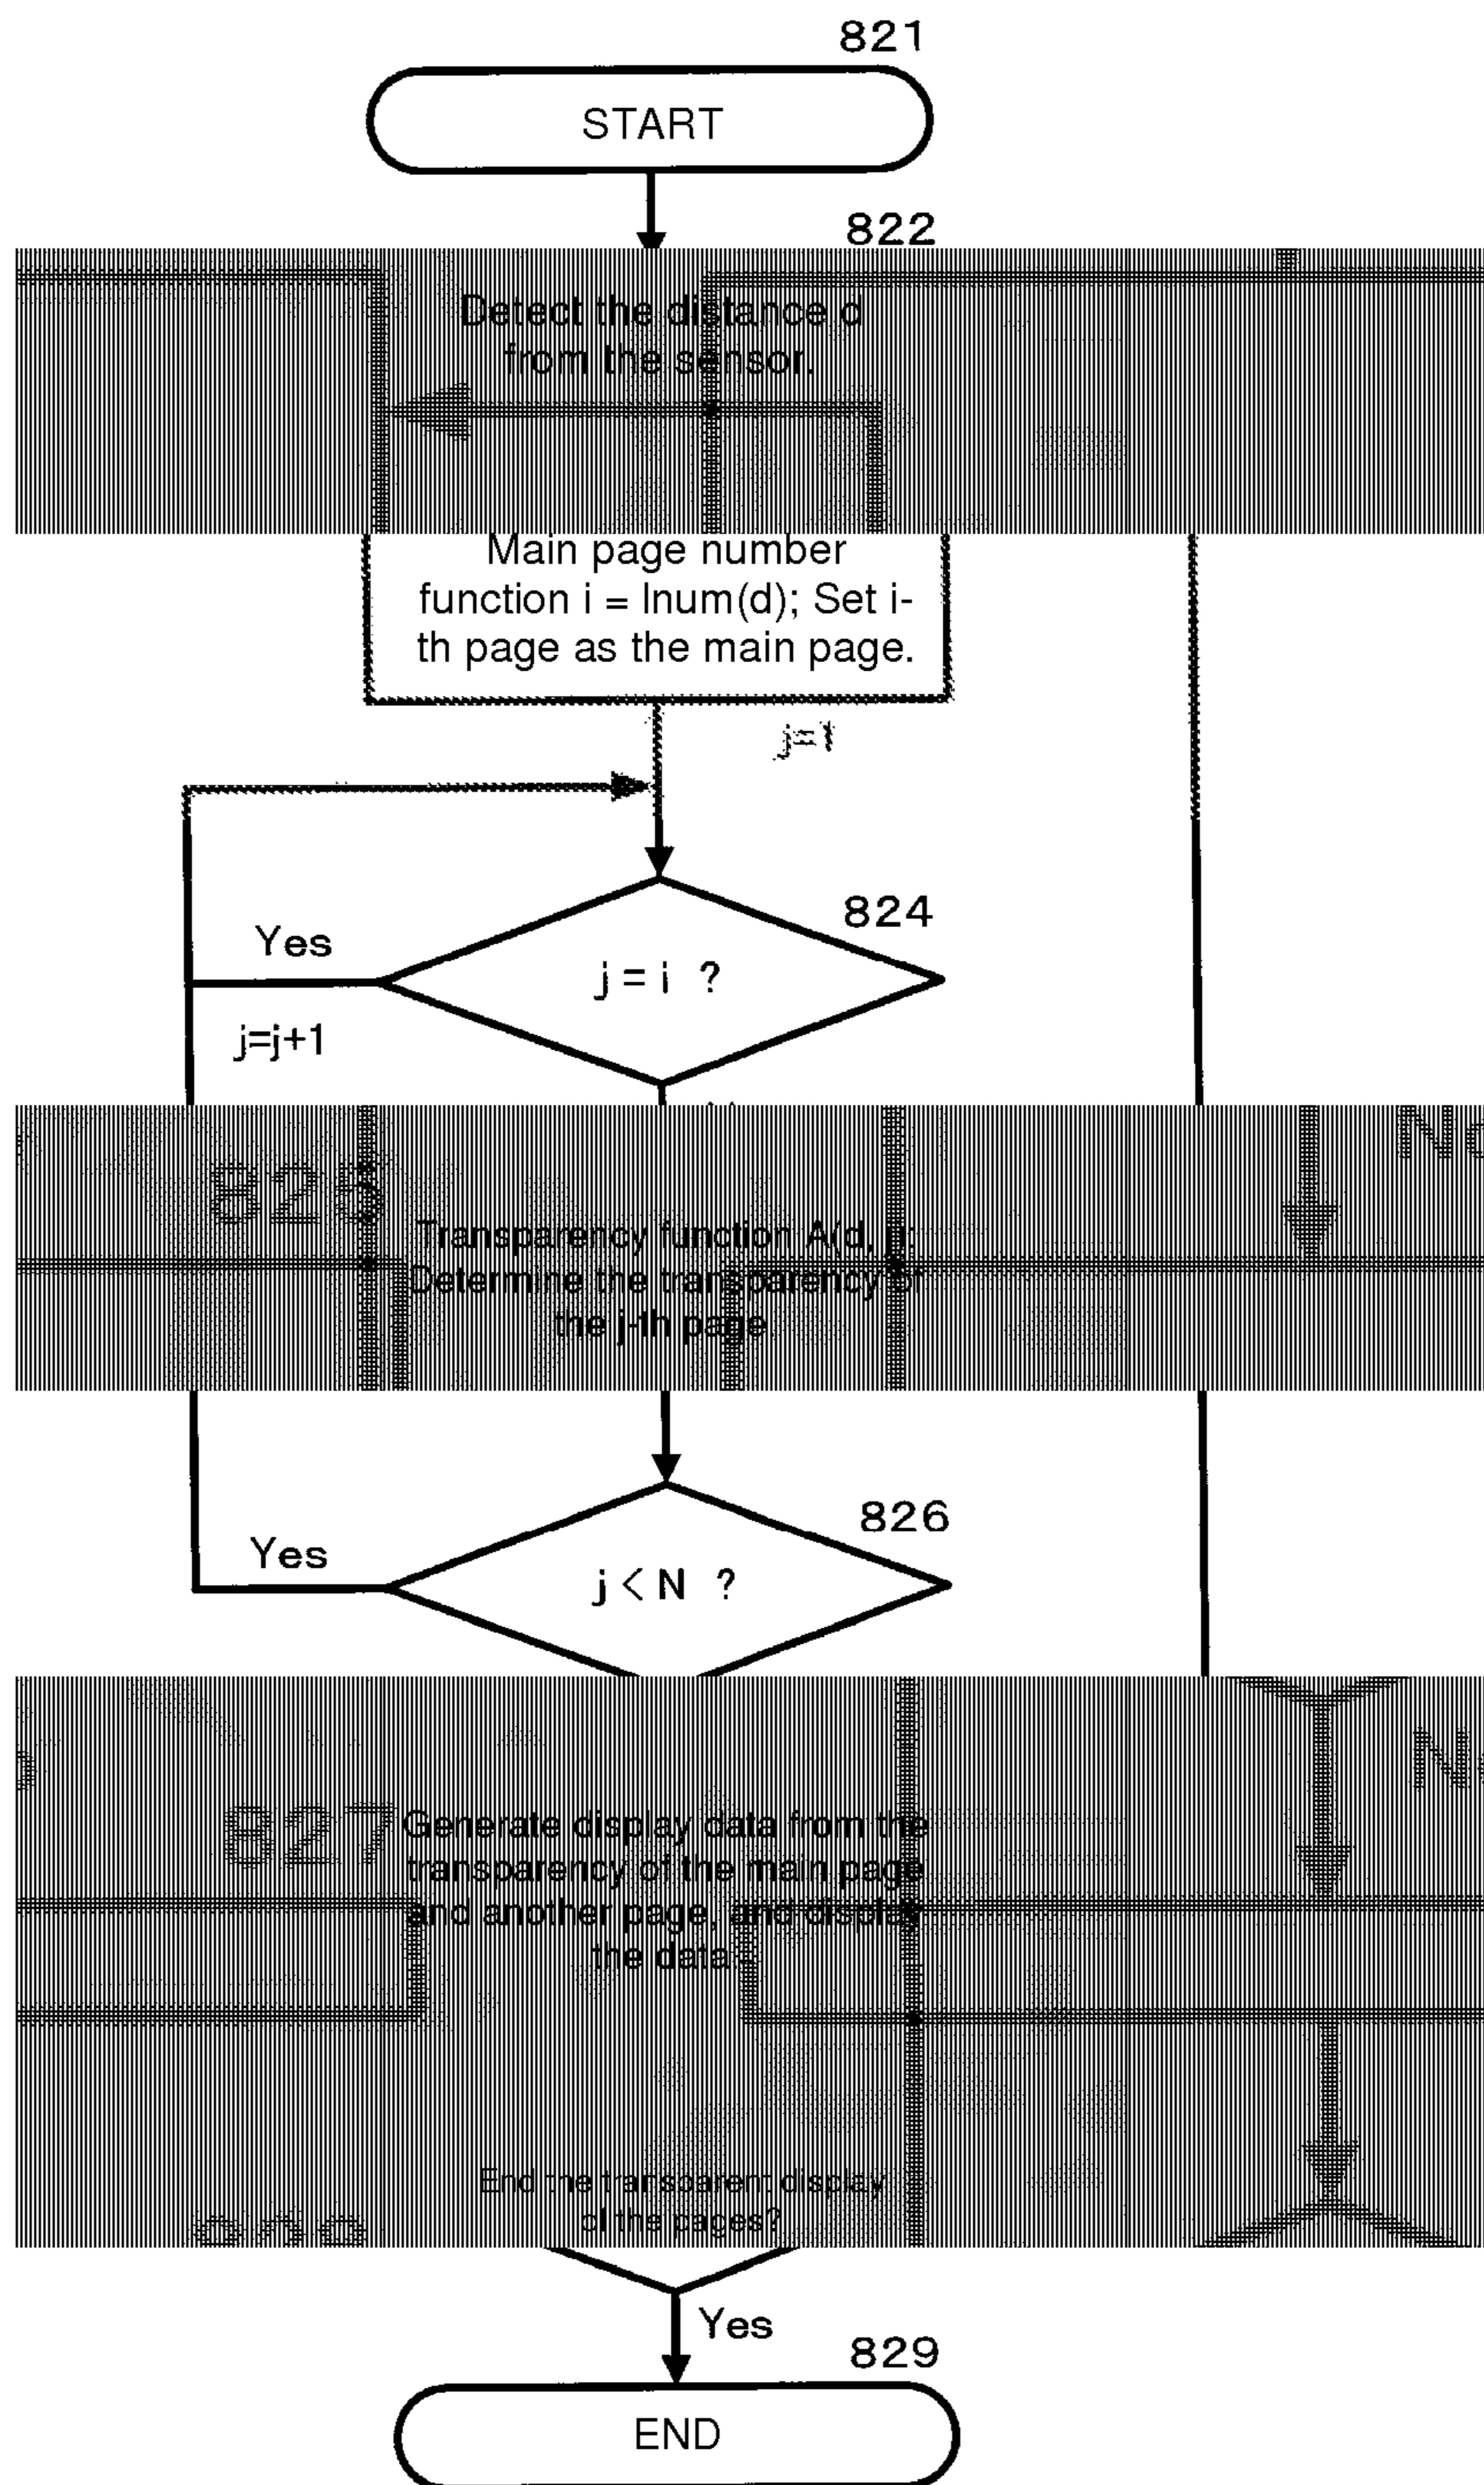 821
START
822
Detect the distance d
from the sensor.
Main page number
function i = Inum(d); Set i-
th page as the main page.
j=1
824
Yes
j = i ?
j=j+1
825
Transparency function A(d,
Determine the transparency of
the j-th page.
826
Yes
j < N ?
827
Generate display data from the
transparency of the main page
and another page, and display
the data.
End the transparent display
of the pages?
Yes
829
END